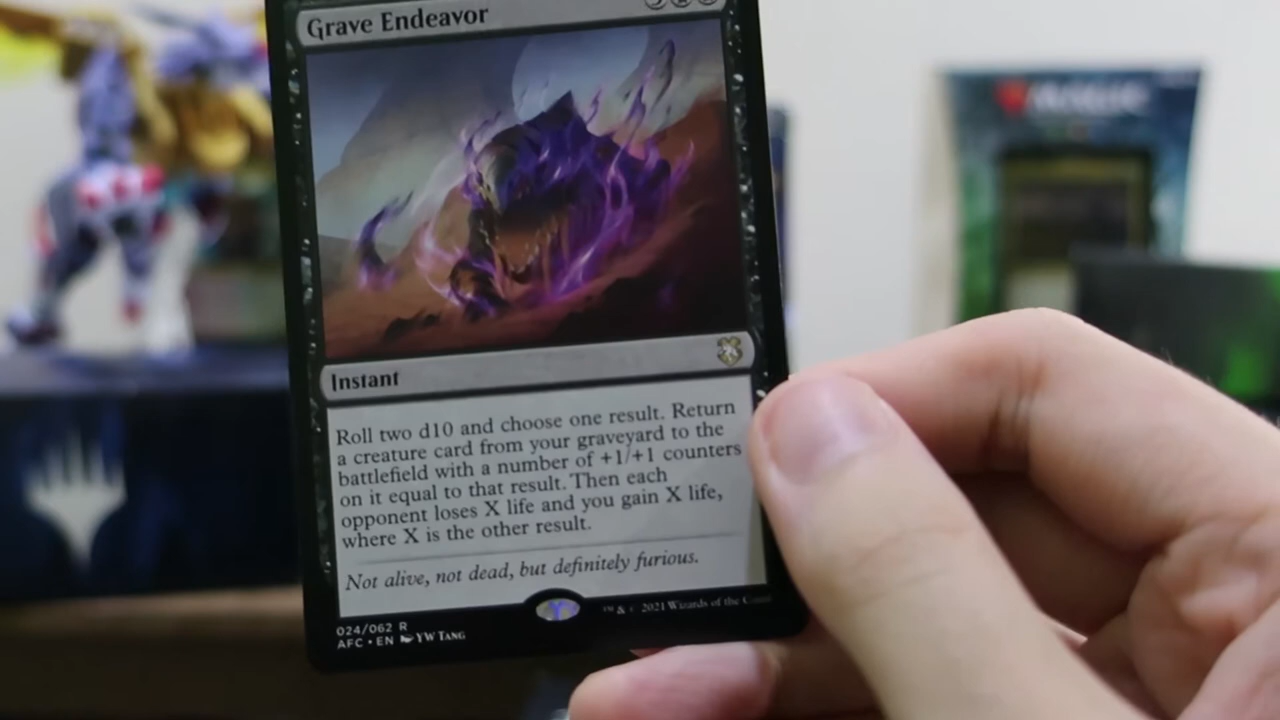 Grave Endeavor
MAGIC
Instant
Roll two d10 and choose one result. Return
a creature card from your graveyard to the
battlefield with a number of +1/+1 counters
on it equal to that result. Then each
opponent loses X life and you gain X life,
where X is the other result.
Not alive, not dead, but definitely furious.
024/062 R
AFC • EN YW TANG
™ & © 2021 Wizards of the Coast